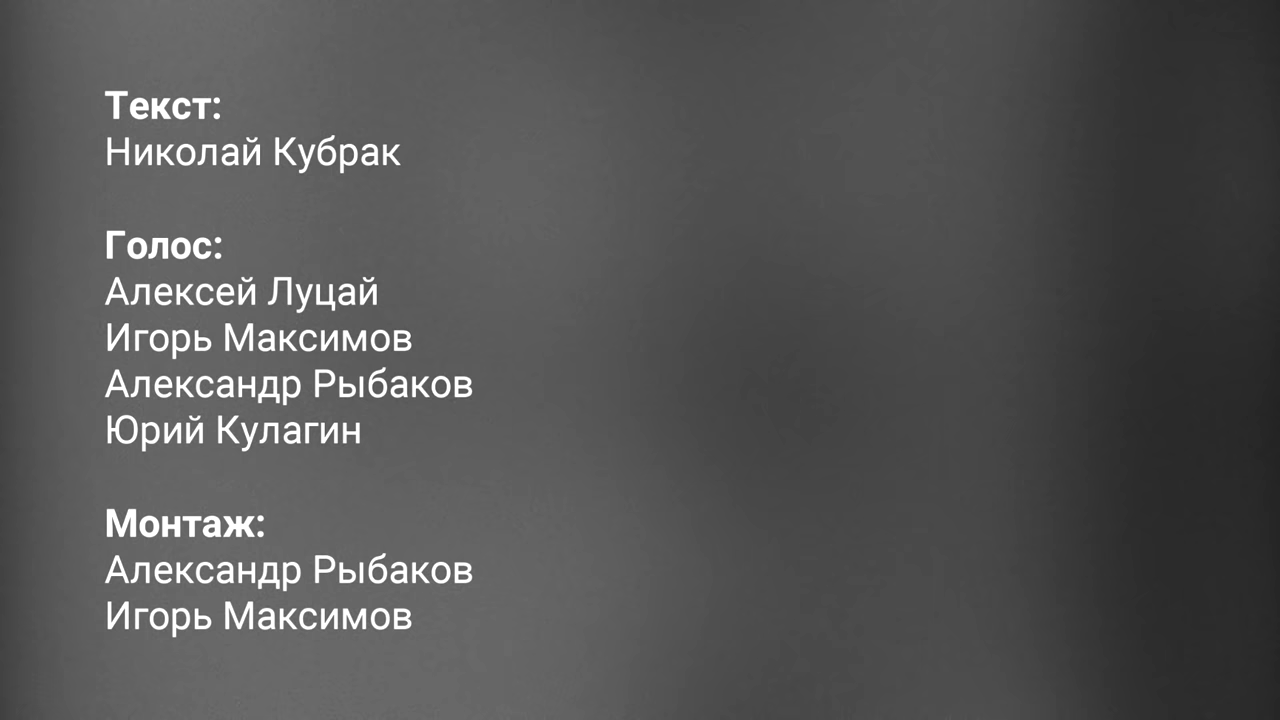 Текст:
Николай Кубрак
Голос:
Алексей Луцай
Игорь Максимов
Александр Рыбаков
Юрий Кулагин
Монтаж:
Александр Рыбаков
Игорь Максимов